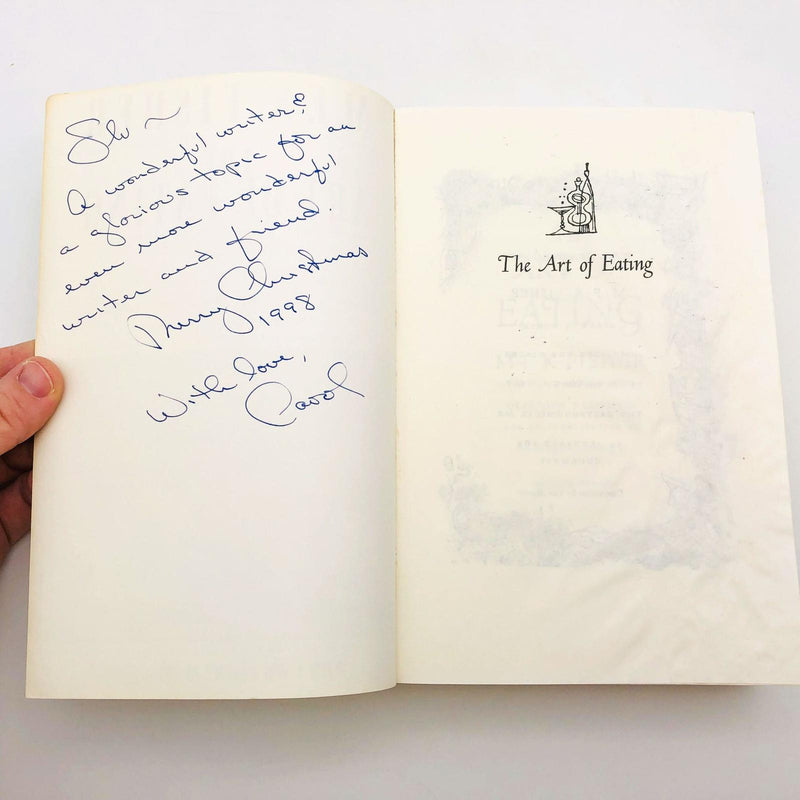 Slv ~
A wonderful writer &
a glorious topic for an
even more wonderful
writer and friend.
Merry Christmas
1998
With love,
Carol
The Art of Eating